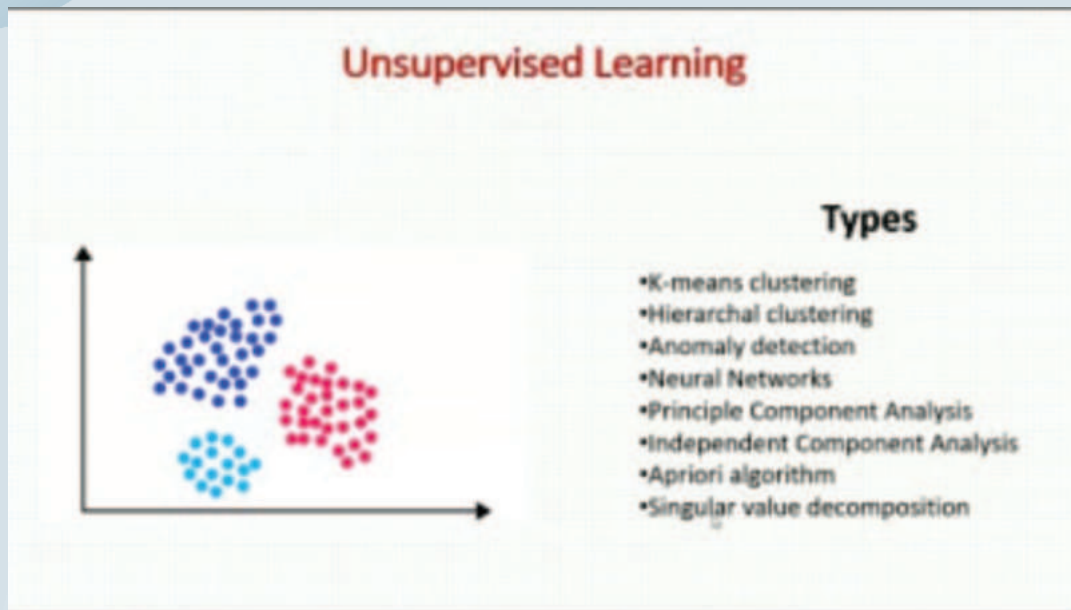 Unsupervised Learning
Types
•K-means clustering
•Hierarchal clustering
•Anomaly detection
•Neural Networks
•Principle Component Analysis
•Independent Component Analysis
•Apriori algorithm
•Singular value decomposition